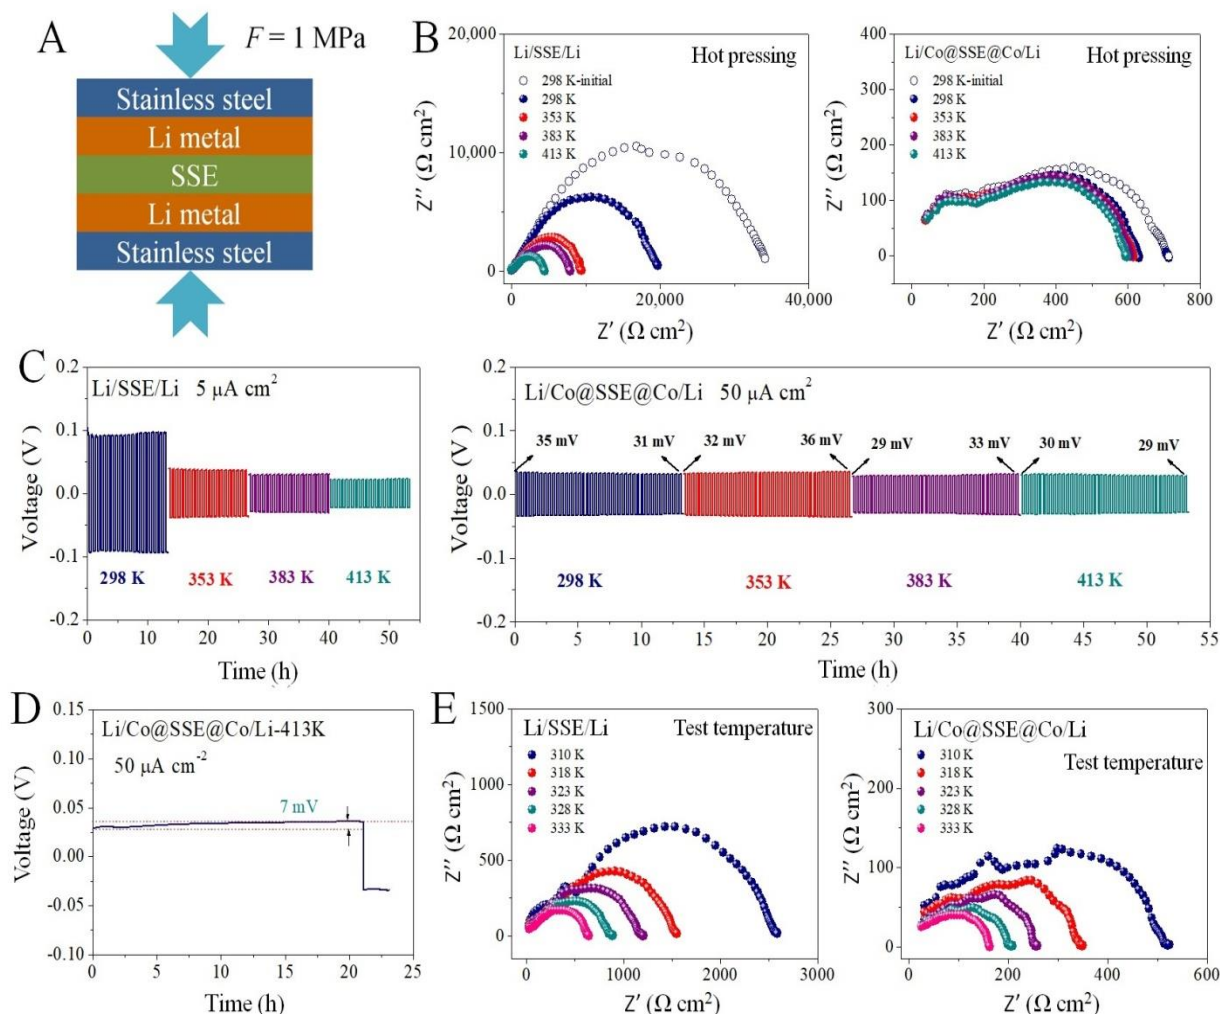 A
F = 1 MPa
Stainless steel
Li metal
SSE
Li metal
Stainless steel
B
20,000
10,000
0
Z'' (Ω cm²)
Li/SSE/Li
Hot pressing
298 K-initial
298 K
353 K
383 K
413 K
0
20,000
40,000
Z' (Ω cm²)
400
300
200
100
0
Z'' (Ω cm²)
Li/Co@SSE@Co/Li
Hot pressing
298 K-initial
298 K
353 K
383 K
413 K
0
200
400
600
800
Z' (Ω cm²)
C
0.2
0.1
0.0
-0.1
-0.2
Voltage (V)
Li/SSE/Li 5 μA cm²
298 K
353 K
383 K
413 K
0
10
20
30
40
50
Time (h)
0.2
0.1
0.0
-0.1
-0.2
Voltage (V)
Li/Co@SSE@Co/Li 50 μA cm²
35 mV
31 mV
32 mV
36 mV
29 mV
33 mV
30 mV
29 mV
298 K
353 K
383 K
413 K
0
5
10
15
20
25
30
35
40
45
50
55
Time (h)
D
0.15
0.10
0.05
0.00
-0.05
-0.10
Voltage (V)
Li/Co@SSE@Co/Li-413K
50 μA cm⁻²
7 mV
0
5
10
15
20
25
Time (h)
E
1500
1000
500
0
Z'' (Ω cm²)
Li/SSE/Li
Test temperature
310 K
318 K
323 K
328 K
333 K
0
1000
2000
3000
Z' (Ω cm²)
300
200
100
0
Z'' (Ω cm²)
Li/Co@SSE@Co/Li
Test temperature
310 K
318 K
323 K
328 K
333 K
0
200
400
600
Z' (Ω cm²)